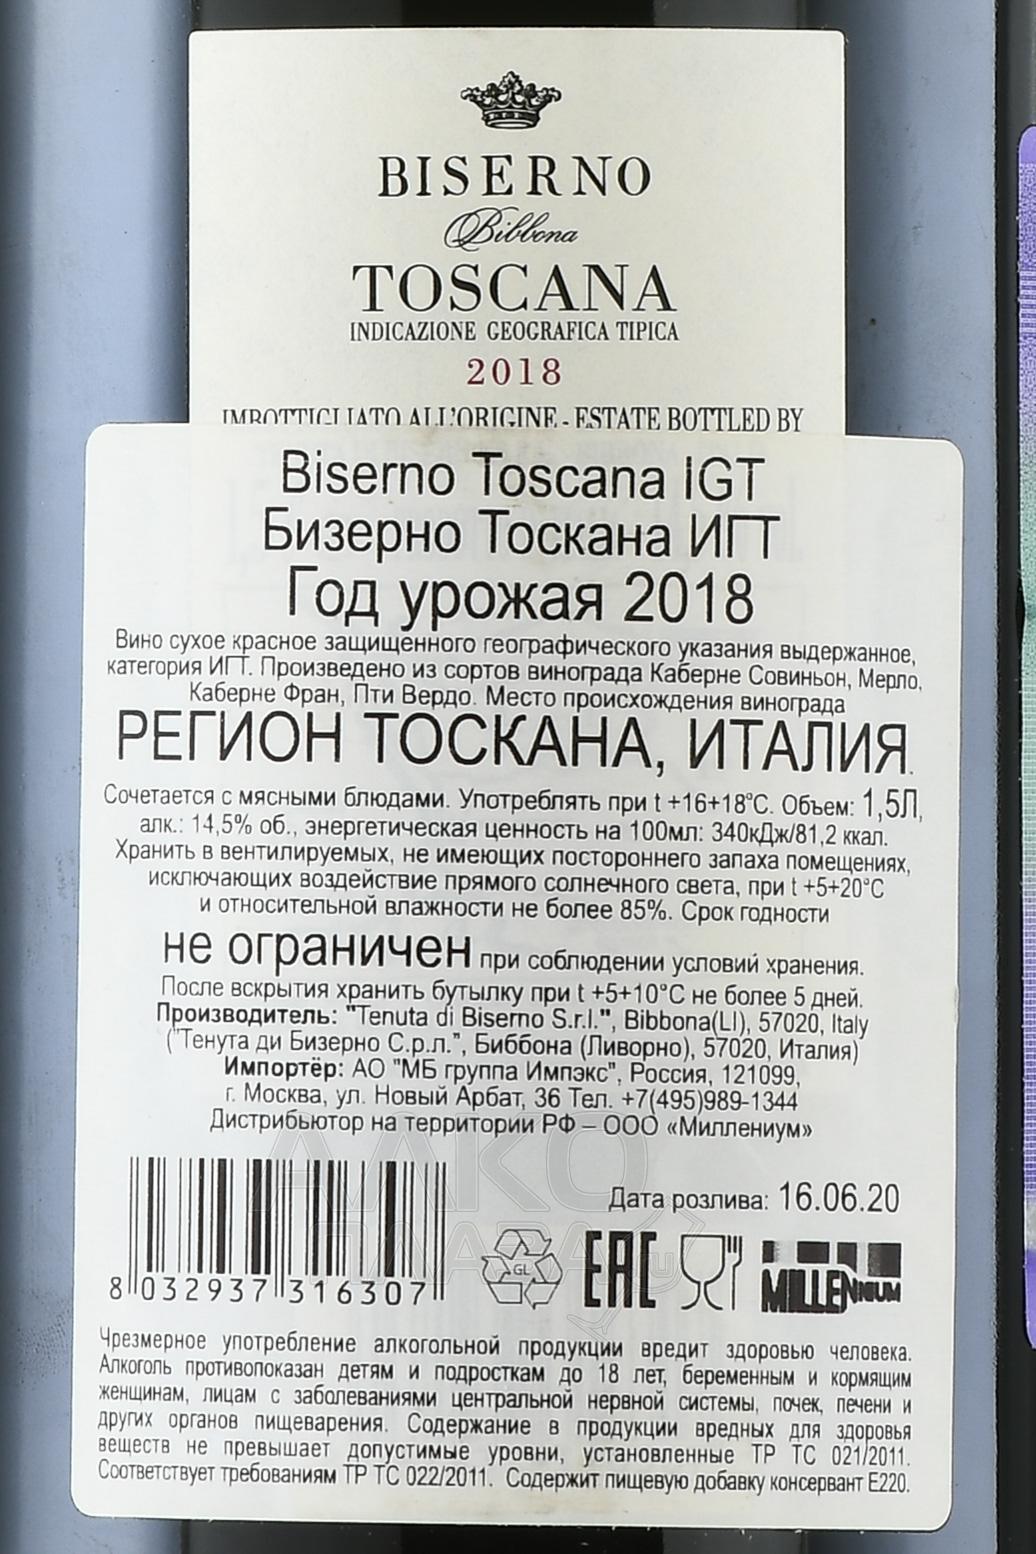 BISERNO
Bibbona
TOSCANA
INDICAZIONE GEOGRAFICA TIPICA
2018
IMBOTTIGLIATO ALL'ORIGINE - ESTATE BOTTLED BY
Biserno Toscana IGT
Бизерно Тоскана ИГТ
Год урожая 2018
Вино сухое красное защищенного географического указания выдержанное,
категория ИГТ. Произведено из сортов винограда Каберне Совиньон, Мерло,
Каберне Фран, Пти Вердо. Место происхождения винограда
РЕГИОН ТОСКАНА, ИТАЛИЯ.
Сочетается с мясными блюдами. Употреблять при t +16+18°C. Объем: 1,5Л,
алк.: 14,5% об., энергетическая ценность на 100мл: 340кДж/81,2 ккал.
Хранить в вентилируемых, не имеющих постороннего запаха помещениях,
исключающих воздействие прямого солнечного света, при t +5+20°C
и относительной влажности не более 85%. Срок годности
не ограничен при соблюдении условий хранения.
После вскрытия хранить бутылку при t +5+10°C не более 5 дней.
Производитель: "Tenuta di Biserno S.r.l.", Bibbona(LI), 57020, Italy
("Тенута ди Бизерно С.р.л.", Биббона (Ливорно), 57020, Италия)
Импортёр: АО "МБ группа Импэкс", Россия, 121099,
г. Москва, ул. Новый Арбат, 36 Тел. +7(495)989-1344
Дистрибьютор на территории РФ – ООО «Миллениум»
АЛКО
ПЛАЗА
Дата розлива: 16.06.20
8 032937 316307
GL
EAC
MILLENNIUM
Чрезмерное употребление алкогольной продукции вредит здоровью человека.
Алкоголь противопоказан детям и подросткам до 18 лет, беременным и кормящим
женщинам, лицам с заболеваниями центральной нервной системы, почек, печени и
других органов пищеварения. Содержание в продукции вредных для здоровья
веществ не превышает допустимые уровни, установленные ТР ТС 021/2011.
Соответствует требованиям ТР ТС 022/2011. Содержит пищевую добавку консервант Е220.